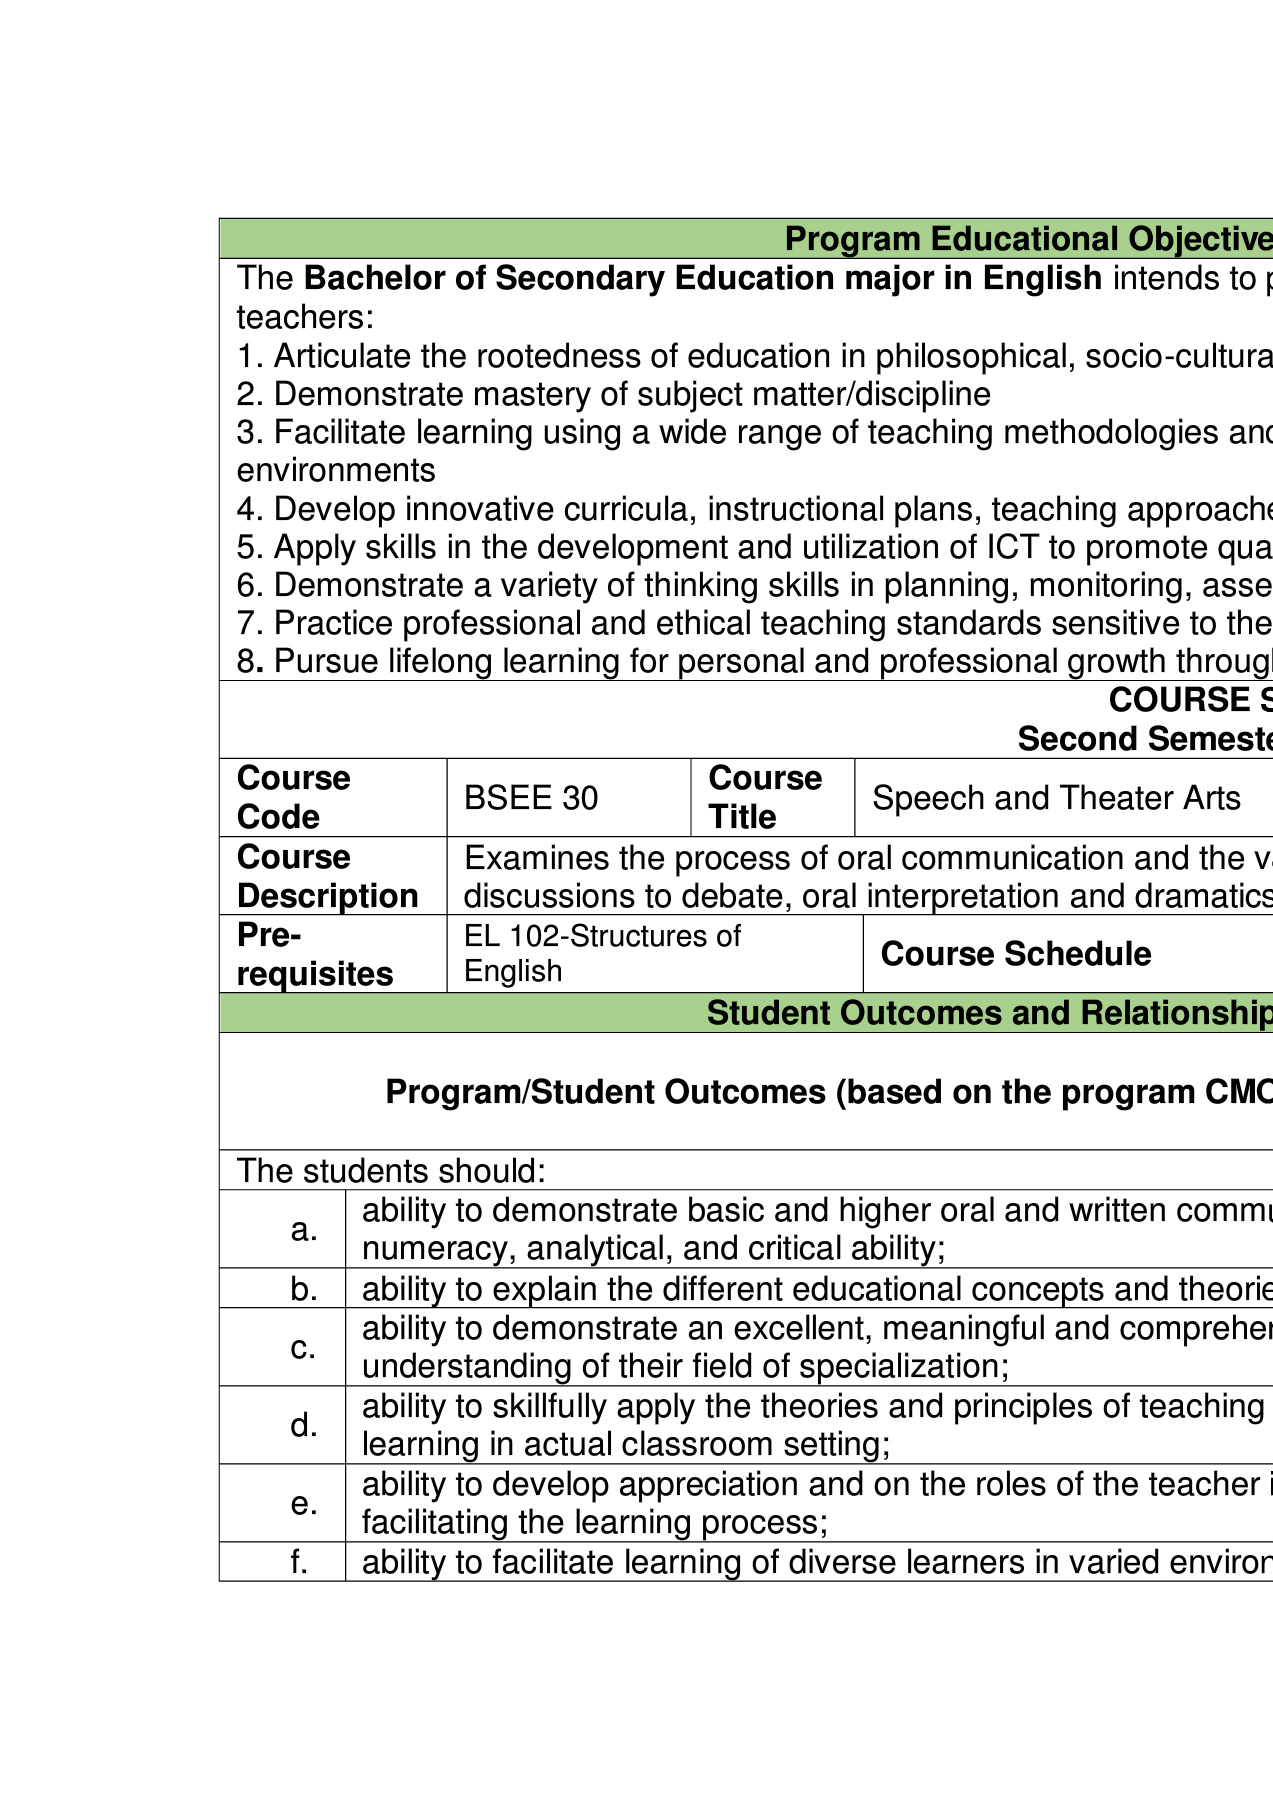 Program Educational Objective
The Bachelor of Secondary Education major in English intends to
teachers:
1. Articulate the rootedness of education in philosophical, socio-cultura
2. Demonstrate mastery of subject matter/discipline
3. Facilitate learning using a wide range of teaching methodologies and
environments
4. Develop innovative curricula, instructional plans, teaching approache
5. Apply skills in the development and utilization of ICT to promote qua
6. Demonstrate a variety of thinking skills in planning, monitoring, asse
7. Practice professional and ethical teaching standards sensitive to the
8. Pursue lifelong learning for personal and professional growth through
COURSE S
Second Semeste
Course
Code
BSEE 30
Course
Title
Speech and Theater Arts
Course
Description
Examines the process of oral communication and the va
discussions to debate, oral interpretation and dramatics
Pre-
requisites
EL 102-Structures of
English
Course Schedule
Student Outcomes and Relationship
Program/Student Outcomes (based on the program CMO
The students should:
a.
ability to demonstrate basic and higher oral and written commu
numeracy, analytical, and critical ability;
b.
ability to explain the different educational concepts and theorie
c.
ability to demonstrate an excellent, meaningful and comprehen
understanding of their field of specialization;
d.
ability to skillfully apply the theories and principles of teaching
learning in actual classroom setting;
e.
ability to develop appreciation and on the roles of the teacher i
facilitating the learning process;
f.
ability to facilitate learning of diverse learners in varied environ